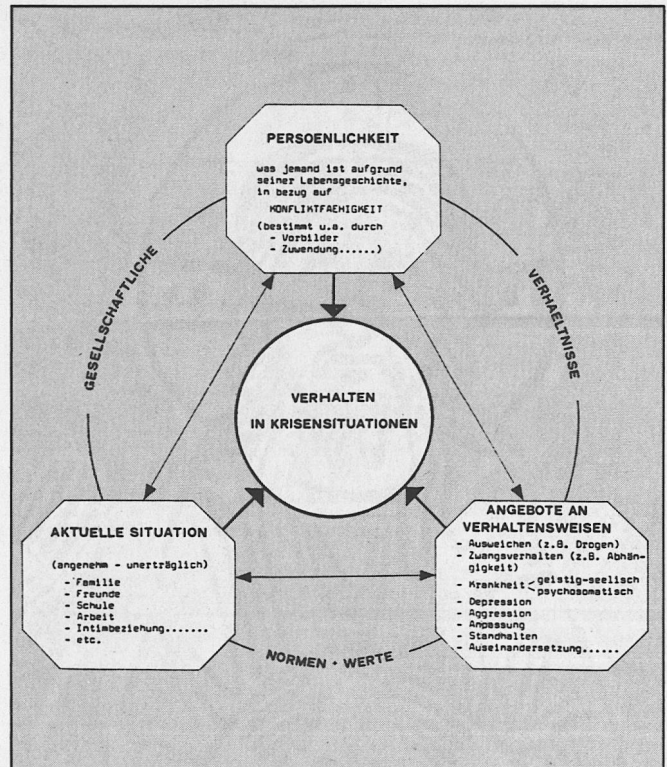 PERSOENLICHKEIT
was jemand ist aufgrund
seiner Lebensgeschichte,
in bezug auf
KONFLIKTFAEHIGKEIT
(bestimmt u.a. durch
- Vorbilder
- Zuwendung......)
GESELLSCHAFTLICHE
VERHAELTNISSE
VERHALTEN
IN KRISENSITUATIONEN
AKTUELLE SITUATION
(angenehm - unerträglich)
- Familie
- Freunde
- Schule
- Arbeit
- Intimbeziehung.......
- etc.
ANGEBOTE AN
VERHALTENSWEISEN
- Ausweichen (z.B. Drogen)
- Zwangsverhalten (z.B. Abhän-
gigkeit)
- Krankheit < geistig-seelisch
psychosomatisch
- Depression
- Aggression
- Anpassung
- Standhalten
- Auseinandersetzung......
NORMEN + WERTE